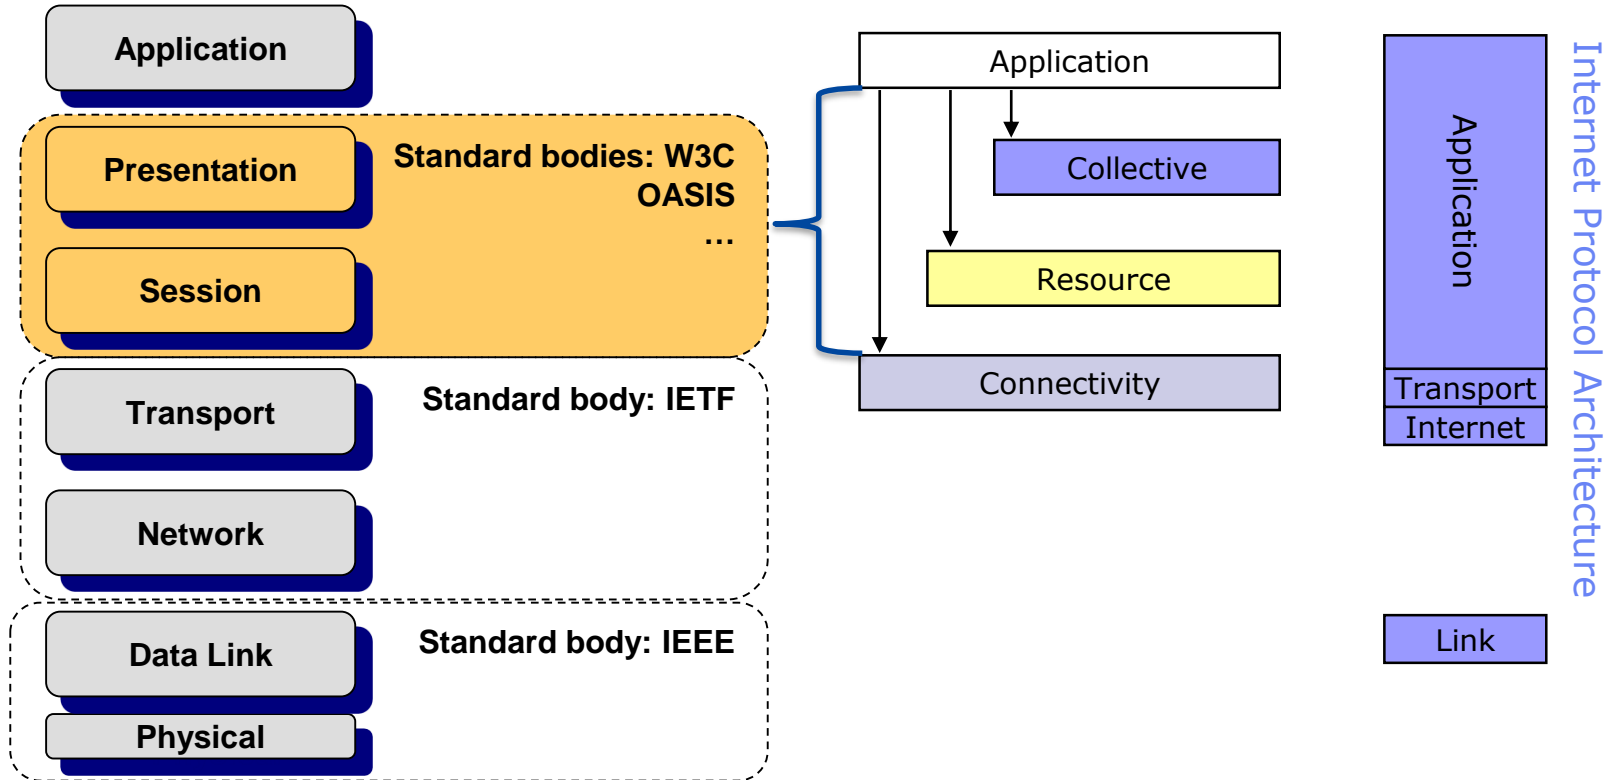 Application
Presentation
Standard bodies: W3C
OASIS
…
Session
Transport
Standard body: IETF
Network
Data Link
Standard body: IEEE
Physical
Application
Collective
Resource
Connectivity
Application
Transport
Internet
Link
Internet Protocol Architecture